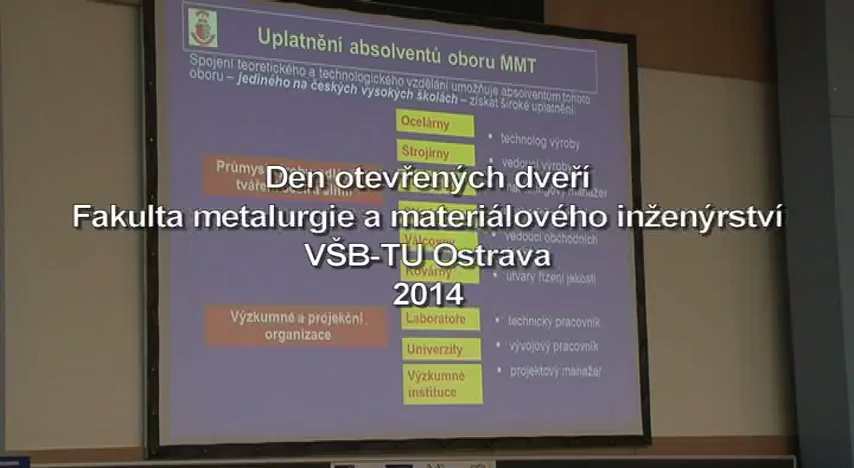 Uplatnění absolventů oboru MMT
Spojení teoretického a technologického vzdělání umožňuje absolventům tohoto
oboru – jediného na českých vysokých školách – získat široké uplatnění:
Ocelárny
Strojírny
technolog výroby
vedoucí výroby
Den otevřených dveří
Fakulta metalurgie a materiálového inženýrství
VŠB-TU Ostrava
2014
Válcovny
vedoucí obchodních
Kovárny
útvary řízení jakosti
Výzkumné a projekční
organizace
Laboratoře
Univerzity
Výzkumné
instituce
technický pracovník
vývojový pracovník
projektový manažer